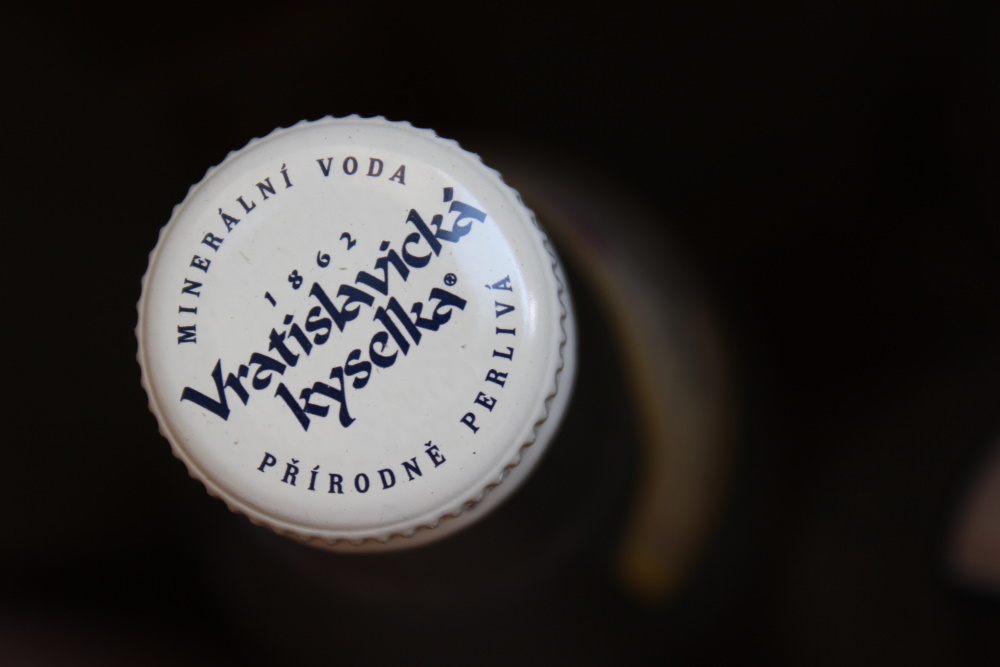 MINERÁLNÍ VODA
1862
Vratislavická
kyselka®
PŘÍRODNĚ PERLIVÁ